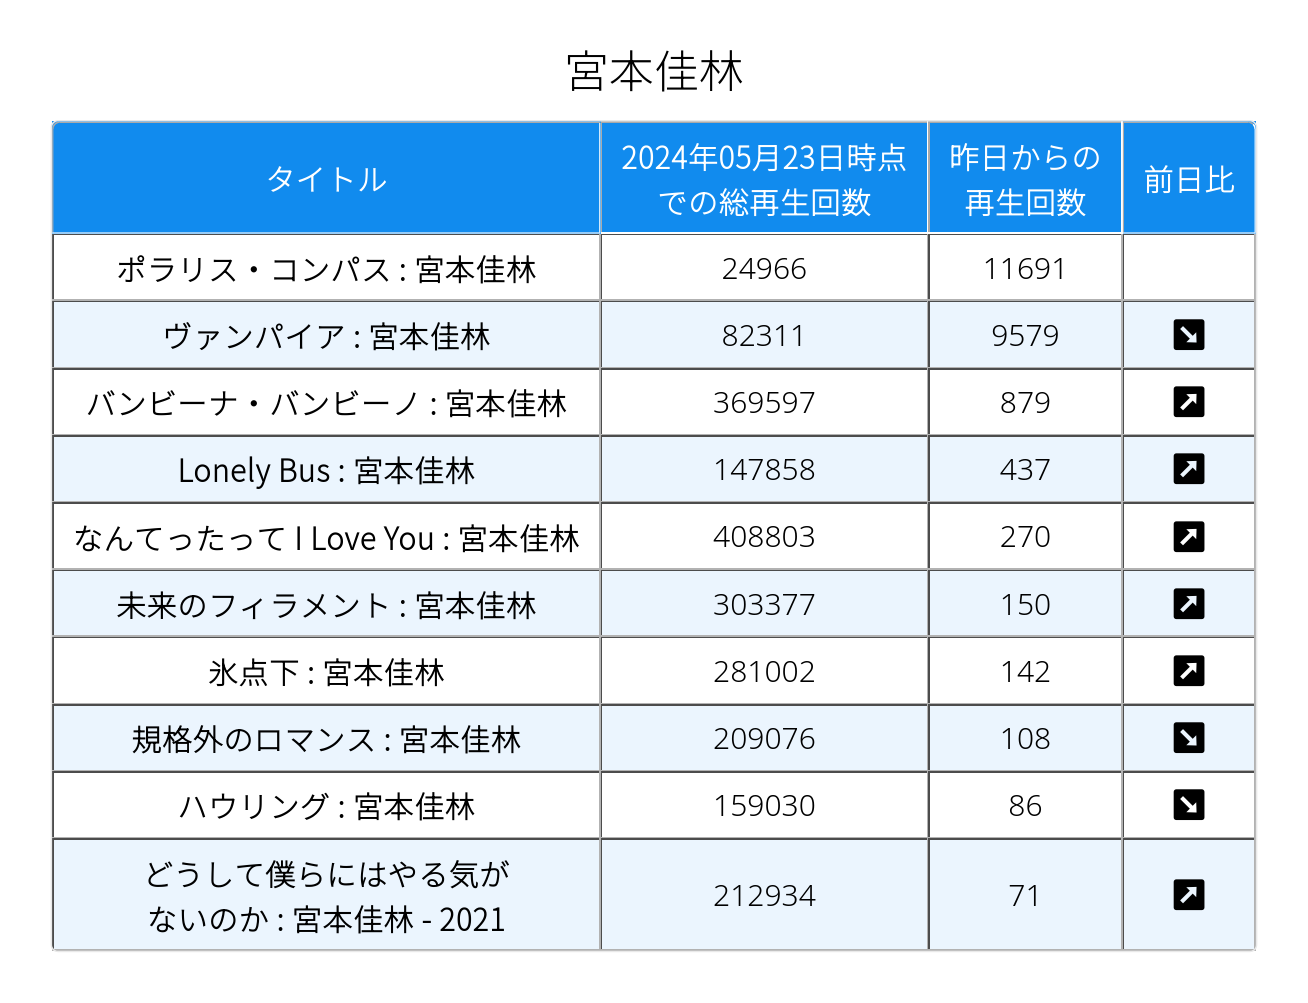 宮本佳林
タイトル
2024年05月23日時点
での総再生回数
昨日からの
再生回数
前日比
ポラリス・コンパス : 宮本佳林 24966 11691
ヴァンパイア : 宮本佳林 82311 9579
バンビーナ・バンビーノ : 宮本佳林 369597 879
Lonely Bus : 宮本佳林 147858 437
なんてったって I Love You : 宮本佳林 408803 270
未来のフィラメント : 宮本佳林 303377 150
氷点下 : 宮本佳林 281002 142
規格外のロマンス : 宮本佳林 209076 108
ハウリング : 宮本佳林 159030 86
どうして僕らにはやる気が
ないのか : 宮本佳林 - 2021 212934 71